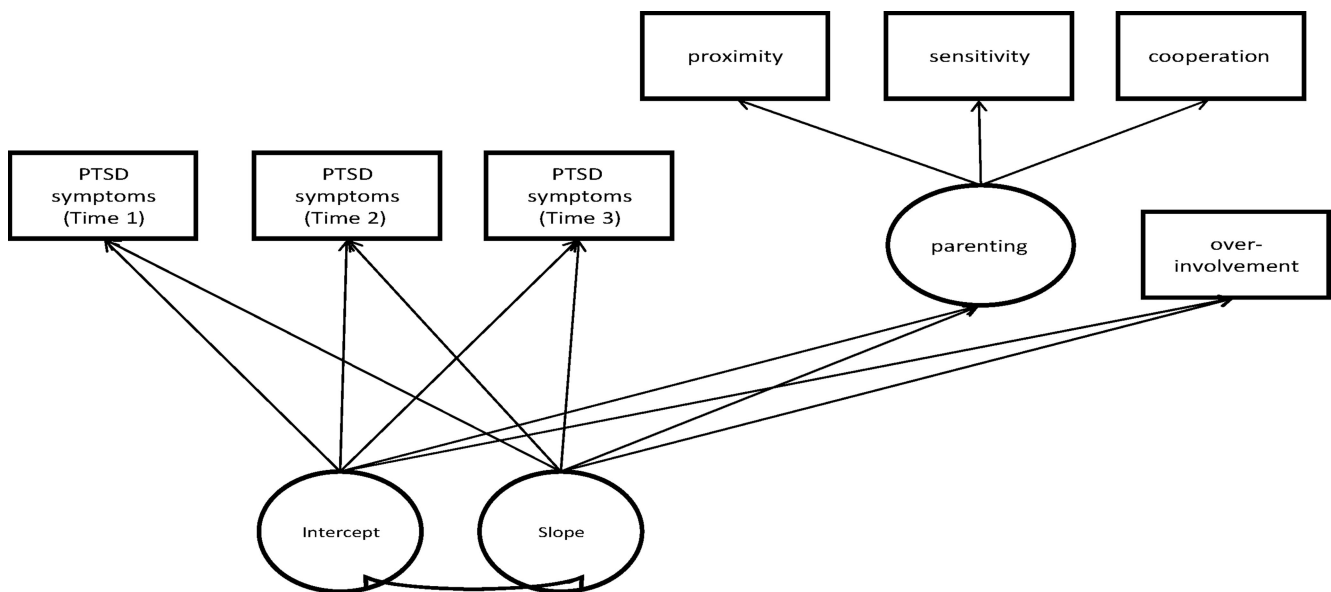 proximity
sensitivity
cooperation
PTSD
symptoms
(Time 1)
PTSD
symptoms
(Time 2)
PTSD
symptoms
(Time 3)
parenting
over-
involvement
Intercept
Slope